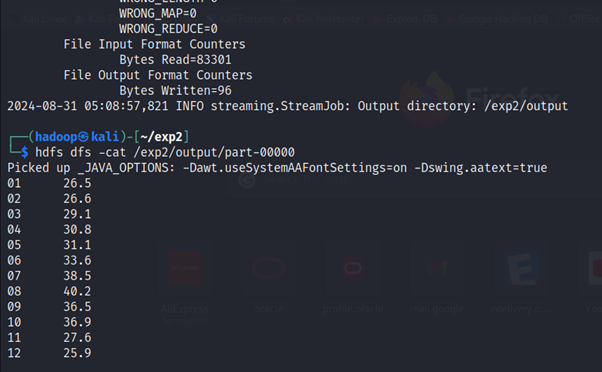 WRONG_LENGTH=0
WRONG_MAP=0
WRONG_REDUCE=0
File Input Format Counters
Bytes Read=83301
File Output Format Counters
Bytes Written=96
2024-08-31 05:08:57,821 INFO streaming.StreamJob: Output directory: /exp2/output
┌──(hadoop㉿kali)-[~/exp2]
└─$ hdfs dfs -cat /exp2/output/part-00000
Picked up _JAVA_OPTIONS: -Dawt.useSystemAAFontSettings=on -Dswing.aatext=true
01 26.5
02 26.6
03 29.1
04 30.8
05 31.1
06 33.6
07 38.5
08 40.2
09 36.5
10 36.9
11 27.6
12 25.9
Firefox
AliExpress
oracle